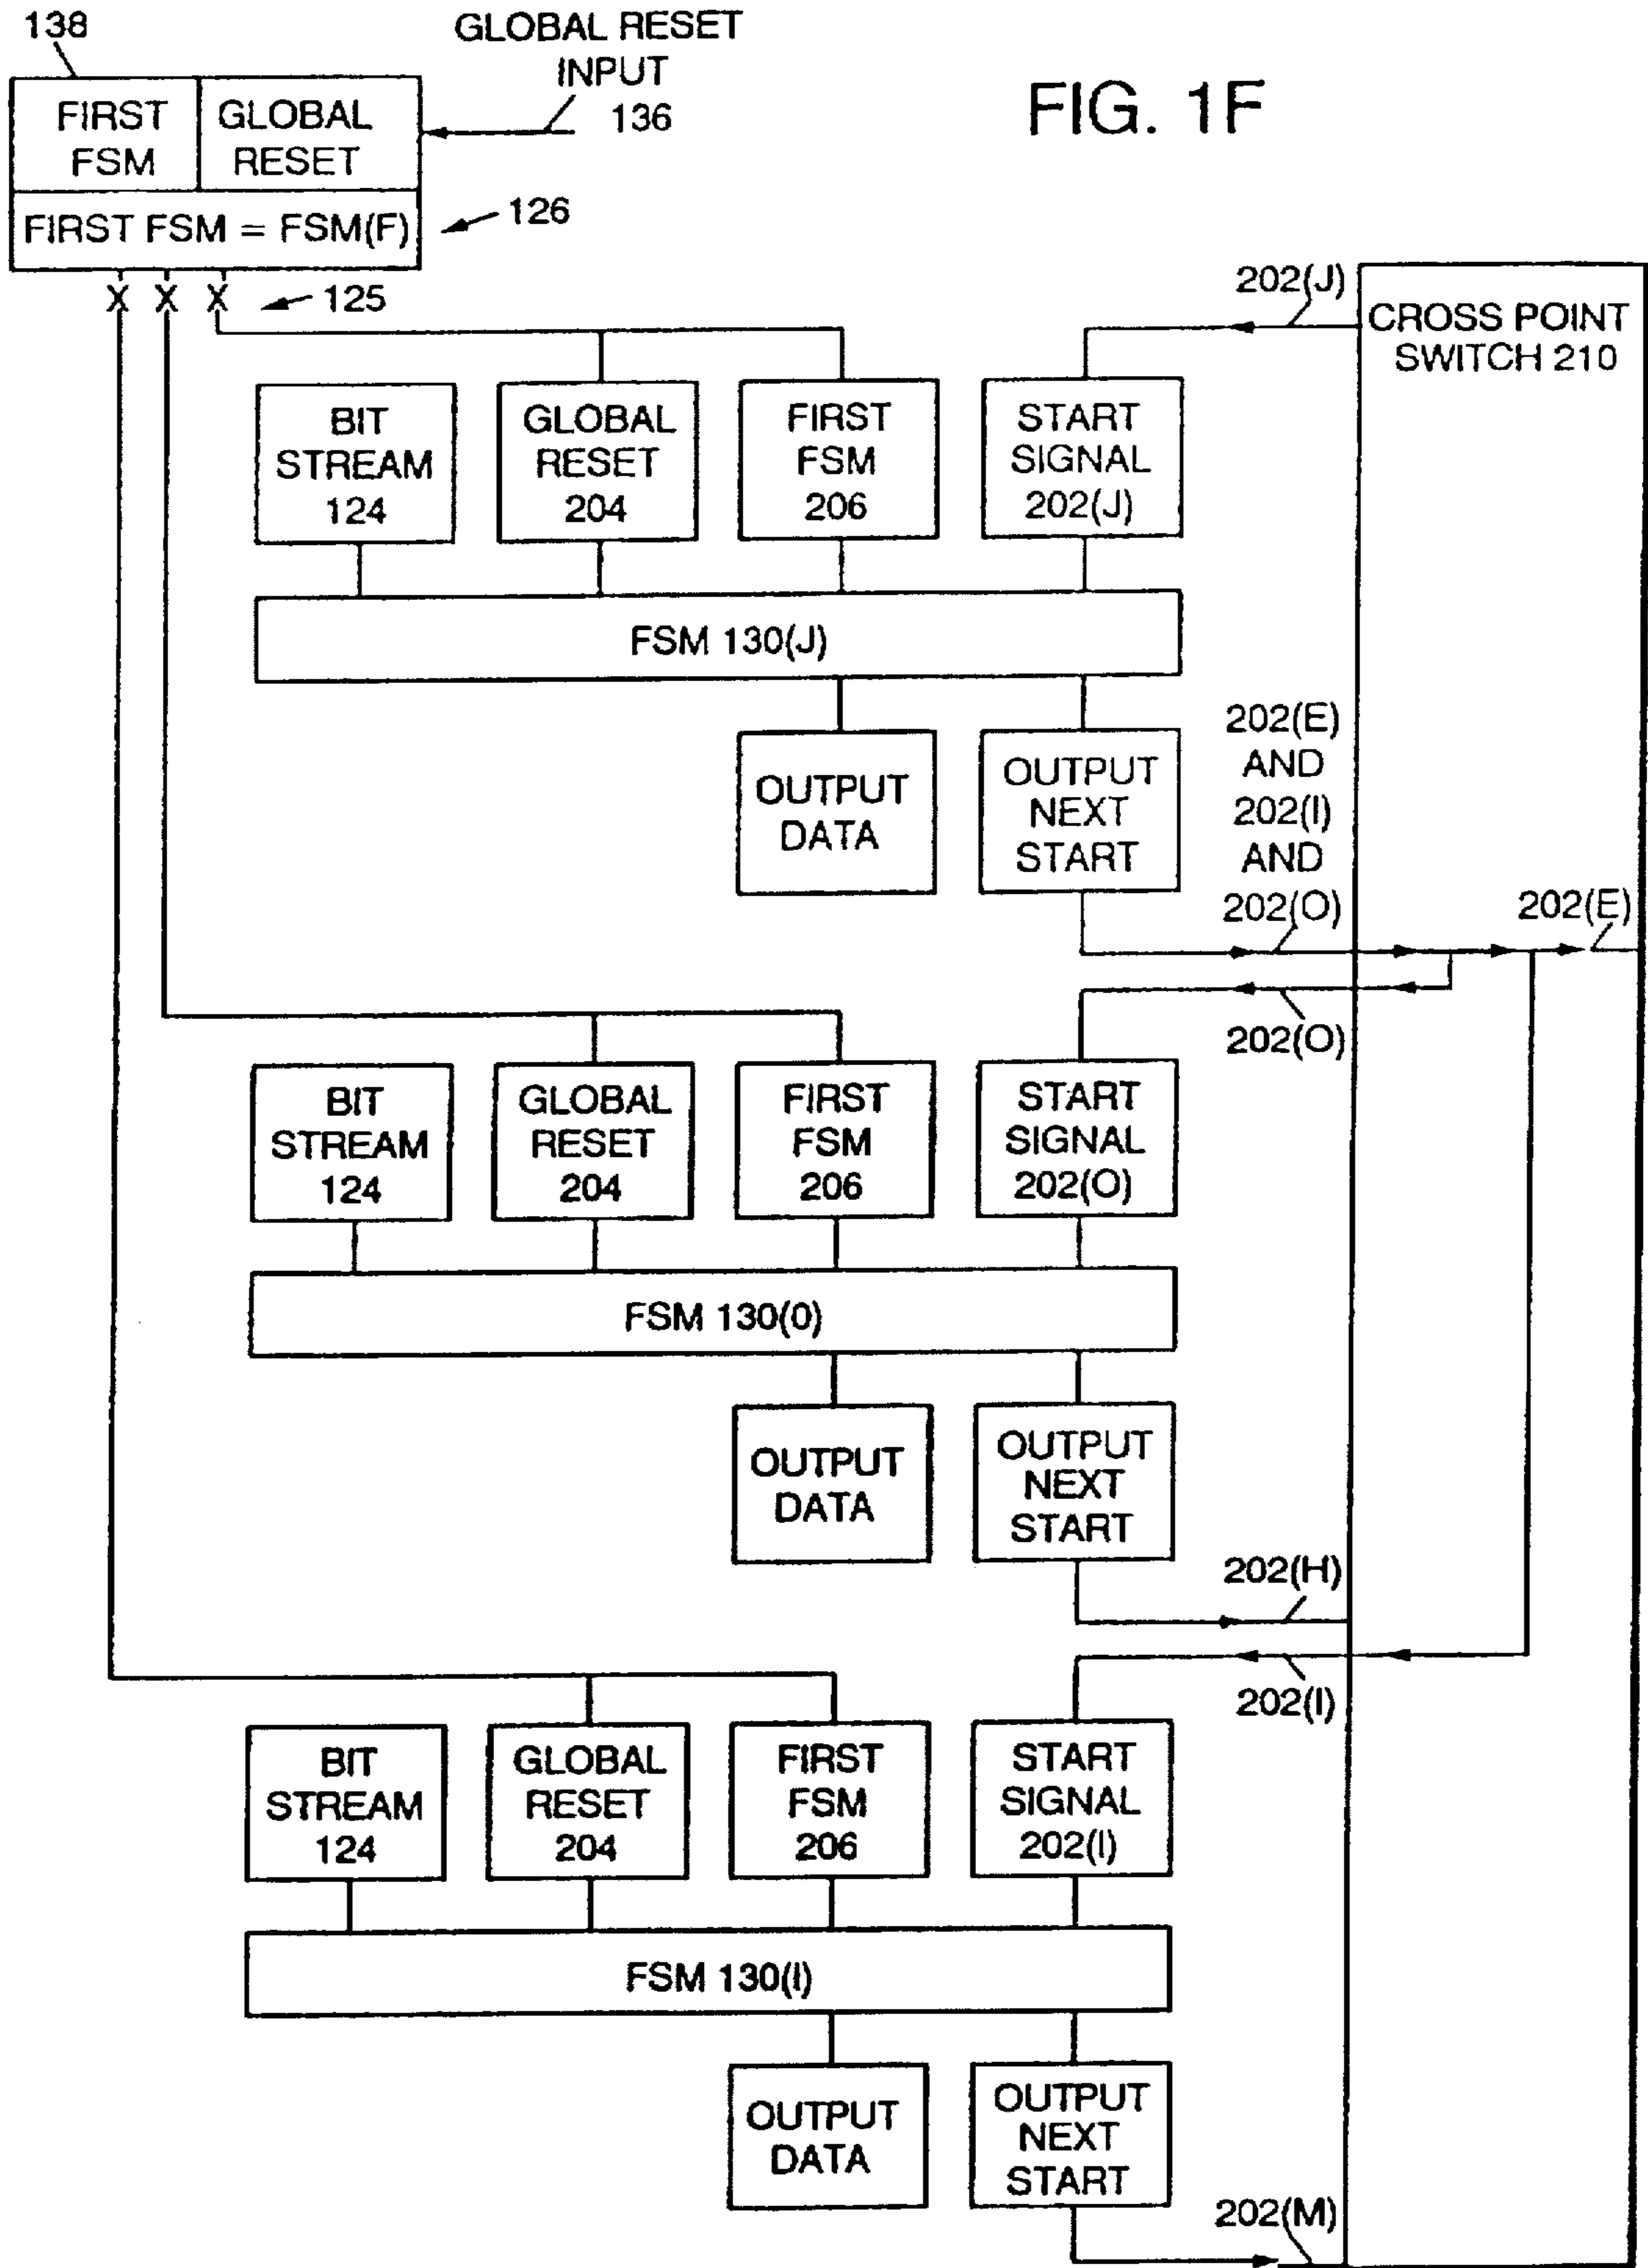 138
GLOBAL RESET
INPUT
136
FIG. 1F
FIRST
FSM
GLOBAL
RESET
FIRST FSM = FSM(F)
126
X X X
125
202(J)
CROSS POINT
SWITCH 210
BIT
STREAM
124
GLOBAL
RESET
204
FIRST
FSM
206
START
SIGNAL
202(J)
FSM 130(J)
OUTPUT
DATA
OUTPUT
NEXT
START
202(E)
AND
202(I)
AND
202(O)
202(E)
202(O)
BIT
STREAM
124
GLOBAL
RESET
204
FIRST
FSM
206
START
SIGNAL
202(O)
FSM 130(0)
OUTPUT
DATA
OUTPUT
NEXT
START
202(H)
202(I)
BIT
STREAM
124
GLOBAL
RESET
204
FIRST
FSM
206
START
SIGNAL
202(I)
FSM 130(I)
OUTPUT
DATA
OUTPUT
NEXT
START
202(M)